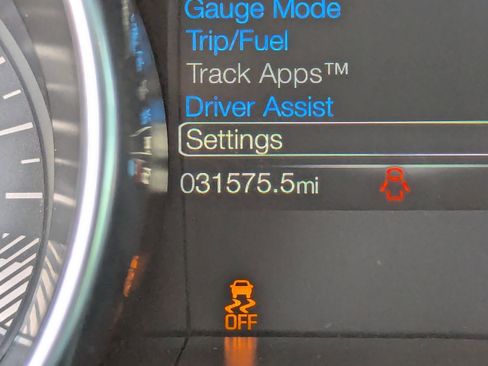 Gauge Mode
Trip/Fuel
Track Apps™
Driver Assist
Settings
031575.5mi
OFF